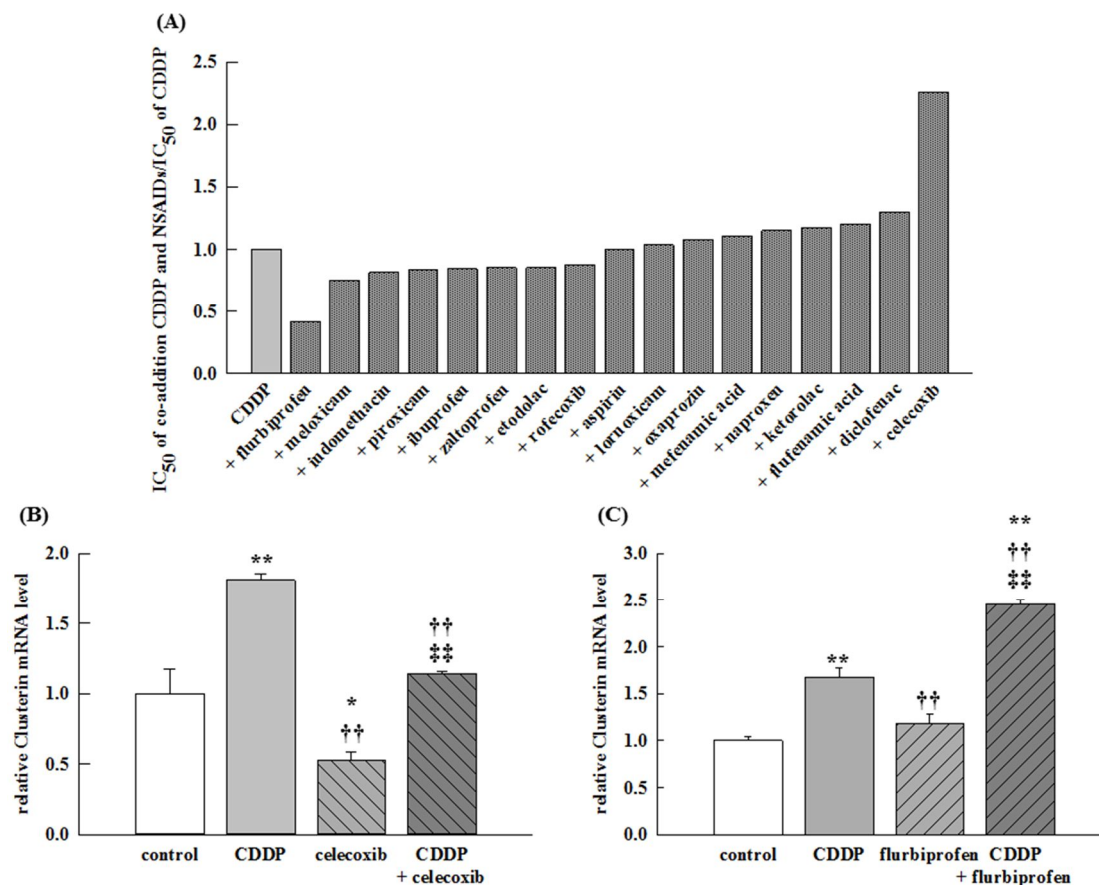 (A)
IC50 of co-addition CDDP and NSAIDs/IC50 of CDDP
2.5
2.0
1.5
1.0
0.5
0.0
CDDP
+ flurbiprofen
+ meloxicam
+ iudomethacin
+ piroxicam
+ ibuprofen
+ zaltoprofen
+ etodolac
+ rofecoxib
+ aspirin
+ lornoxicam
+ oxaprozin
+ mefenamic acid
+ naproxen
+ ketorolac
+ flufenamic acid
+ diclofenac
+ celecoxib
(B)
relative Clusterin mRNA level
2.0
1.5
1.0
0.5
0.0
**
*
††
††
‡‡
control
CDDP
celecoxib
CDDP
+ celecoxib
(C)
relative Clusterin mRNA level
3.0
2.5
2.0
1.5
1.0
0.5
0.0
**
††
**
††
‡‡
control
CDDP
flurbiprofen
CDDP
+ flurbiprofen